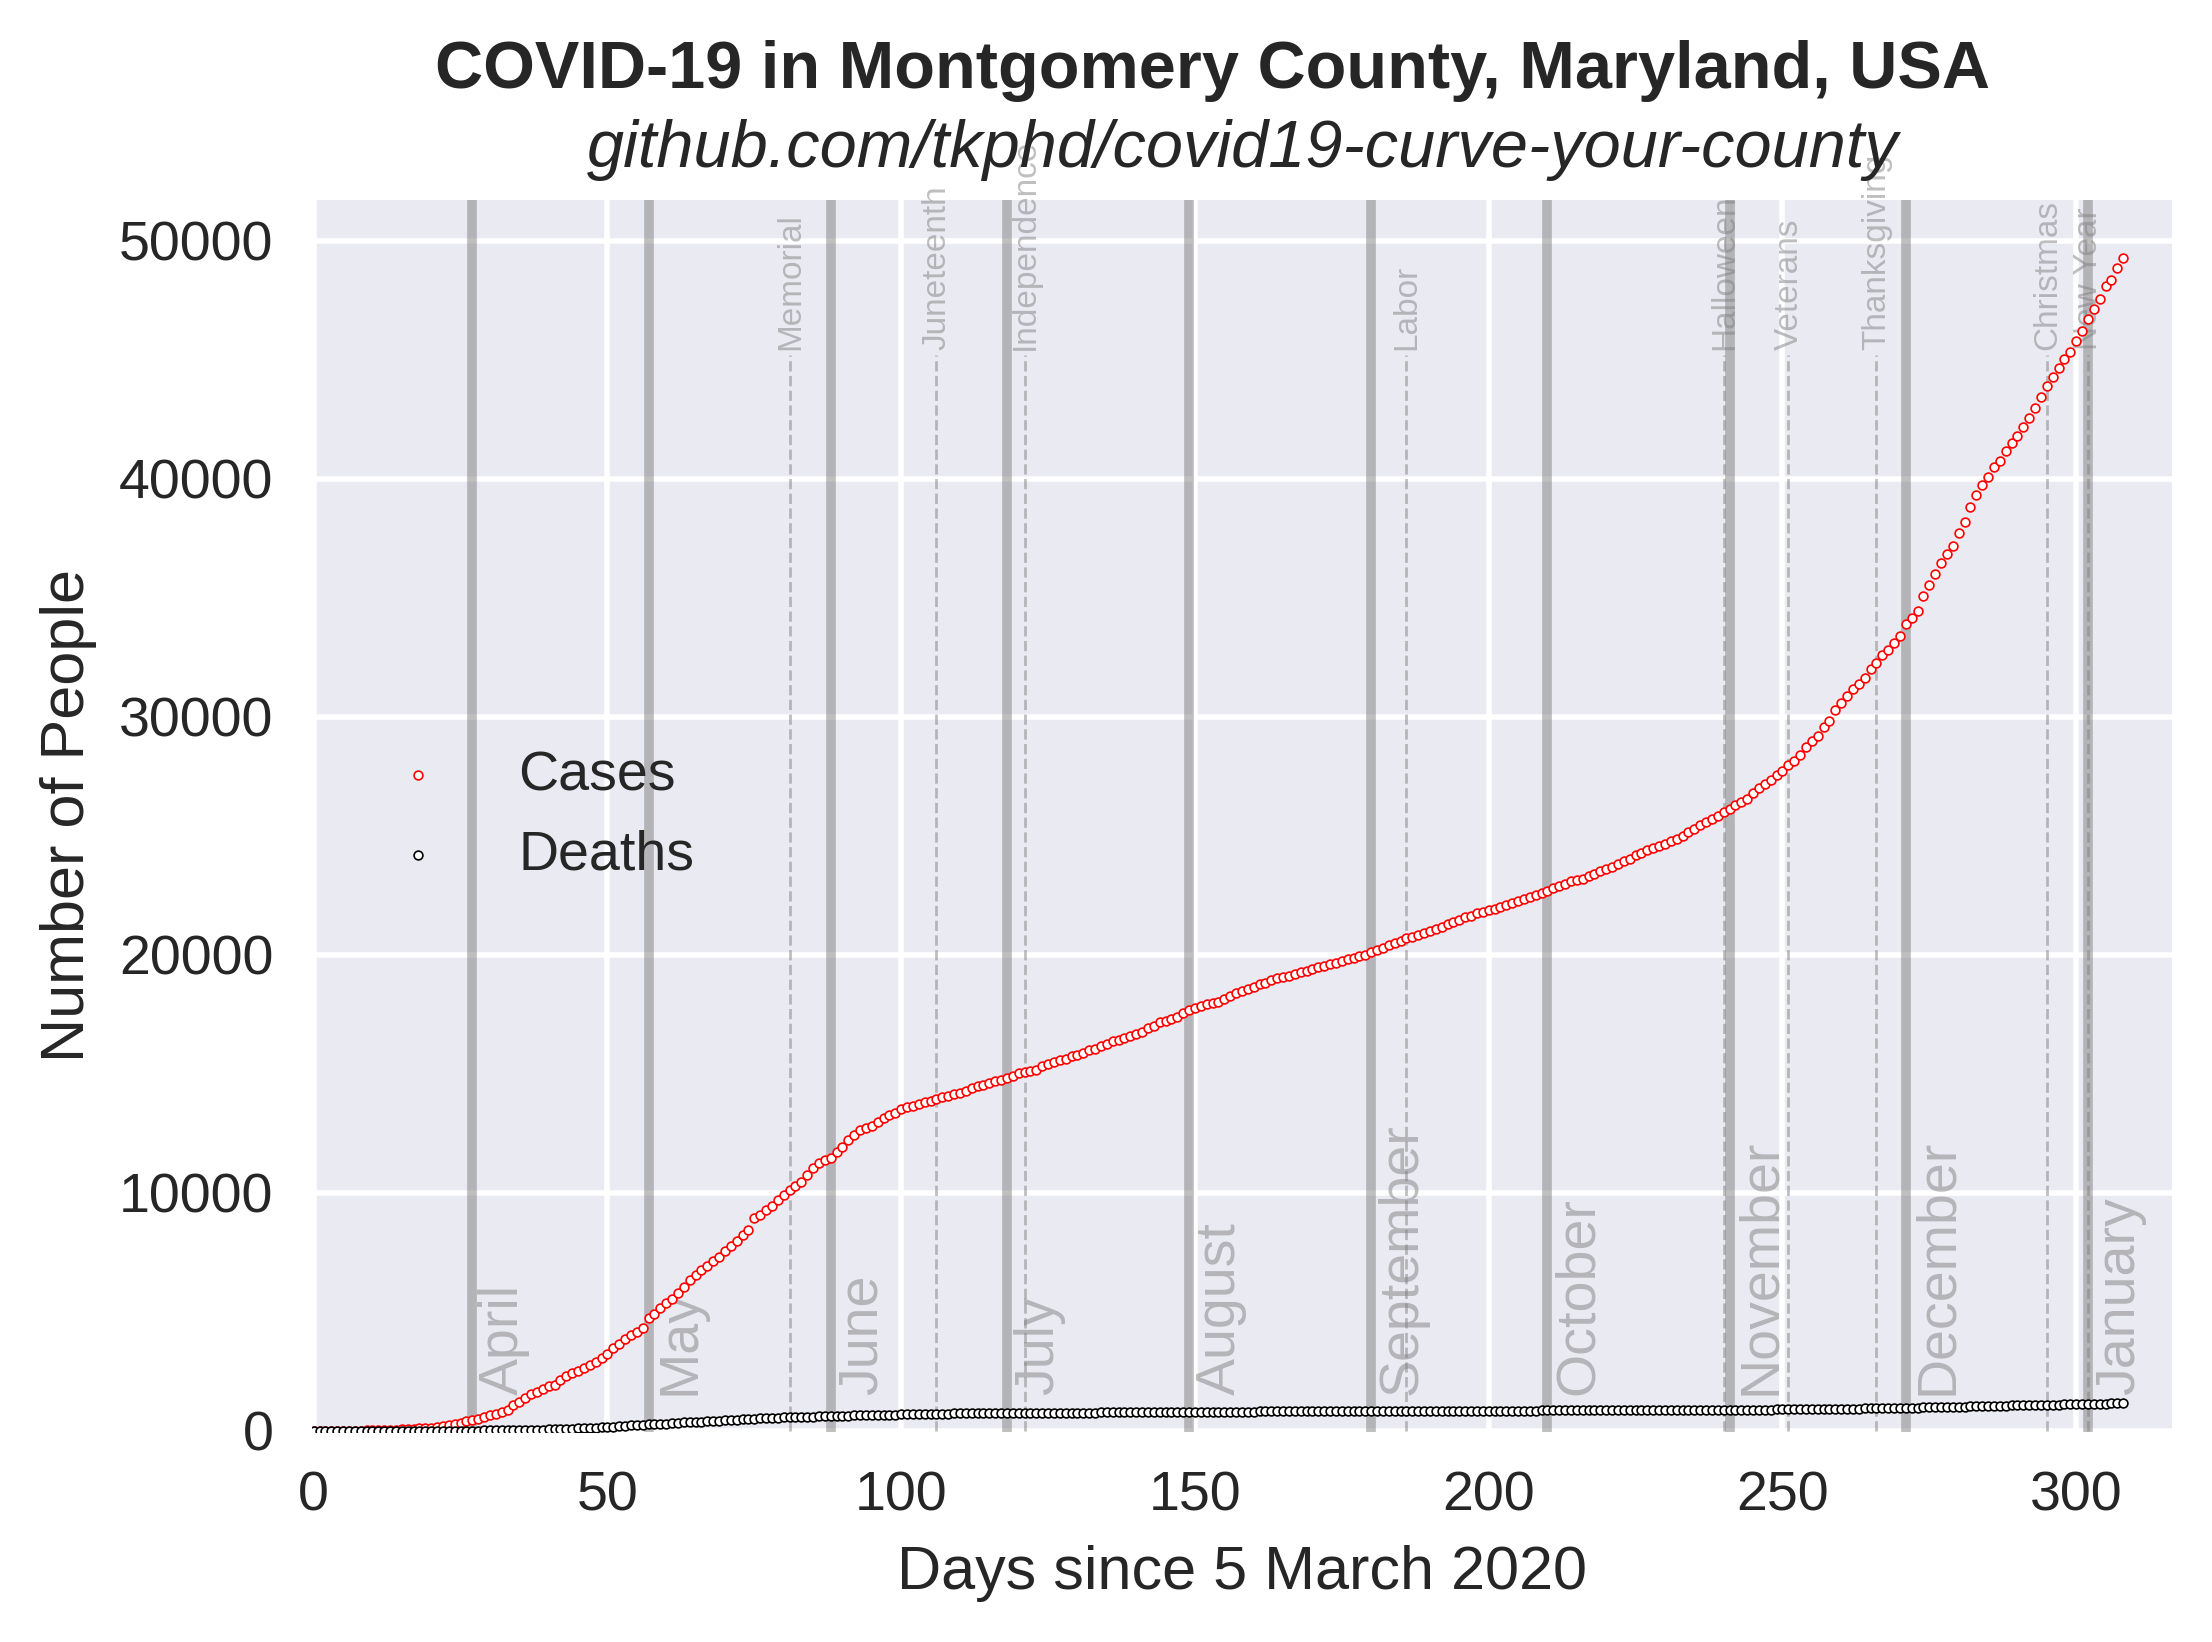 COVID-19 in Montgomery County, Maryland, USA
github.com/tkphd/covid19-curve-your-county
Number of People
50000
40000
30000
20000
10000
0
Memorial
Juneteenth
Independence
Labor
Halloween
Veterans
Thanksgiving
Christmas
New Year
Cases
Deaths
April
May
June
July
August
September
October
November
December
January
0
50
100
150
200
250
300
Days since 5 March 2020